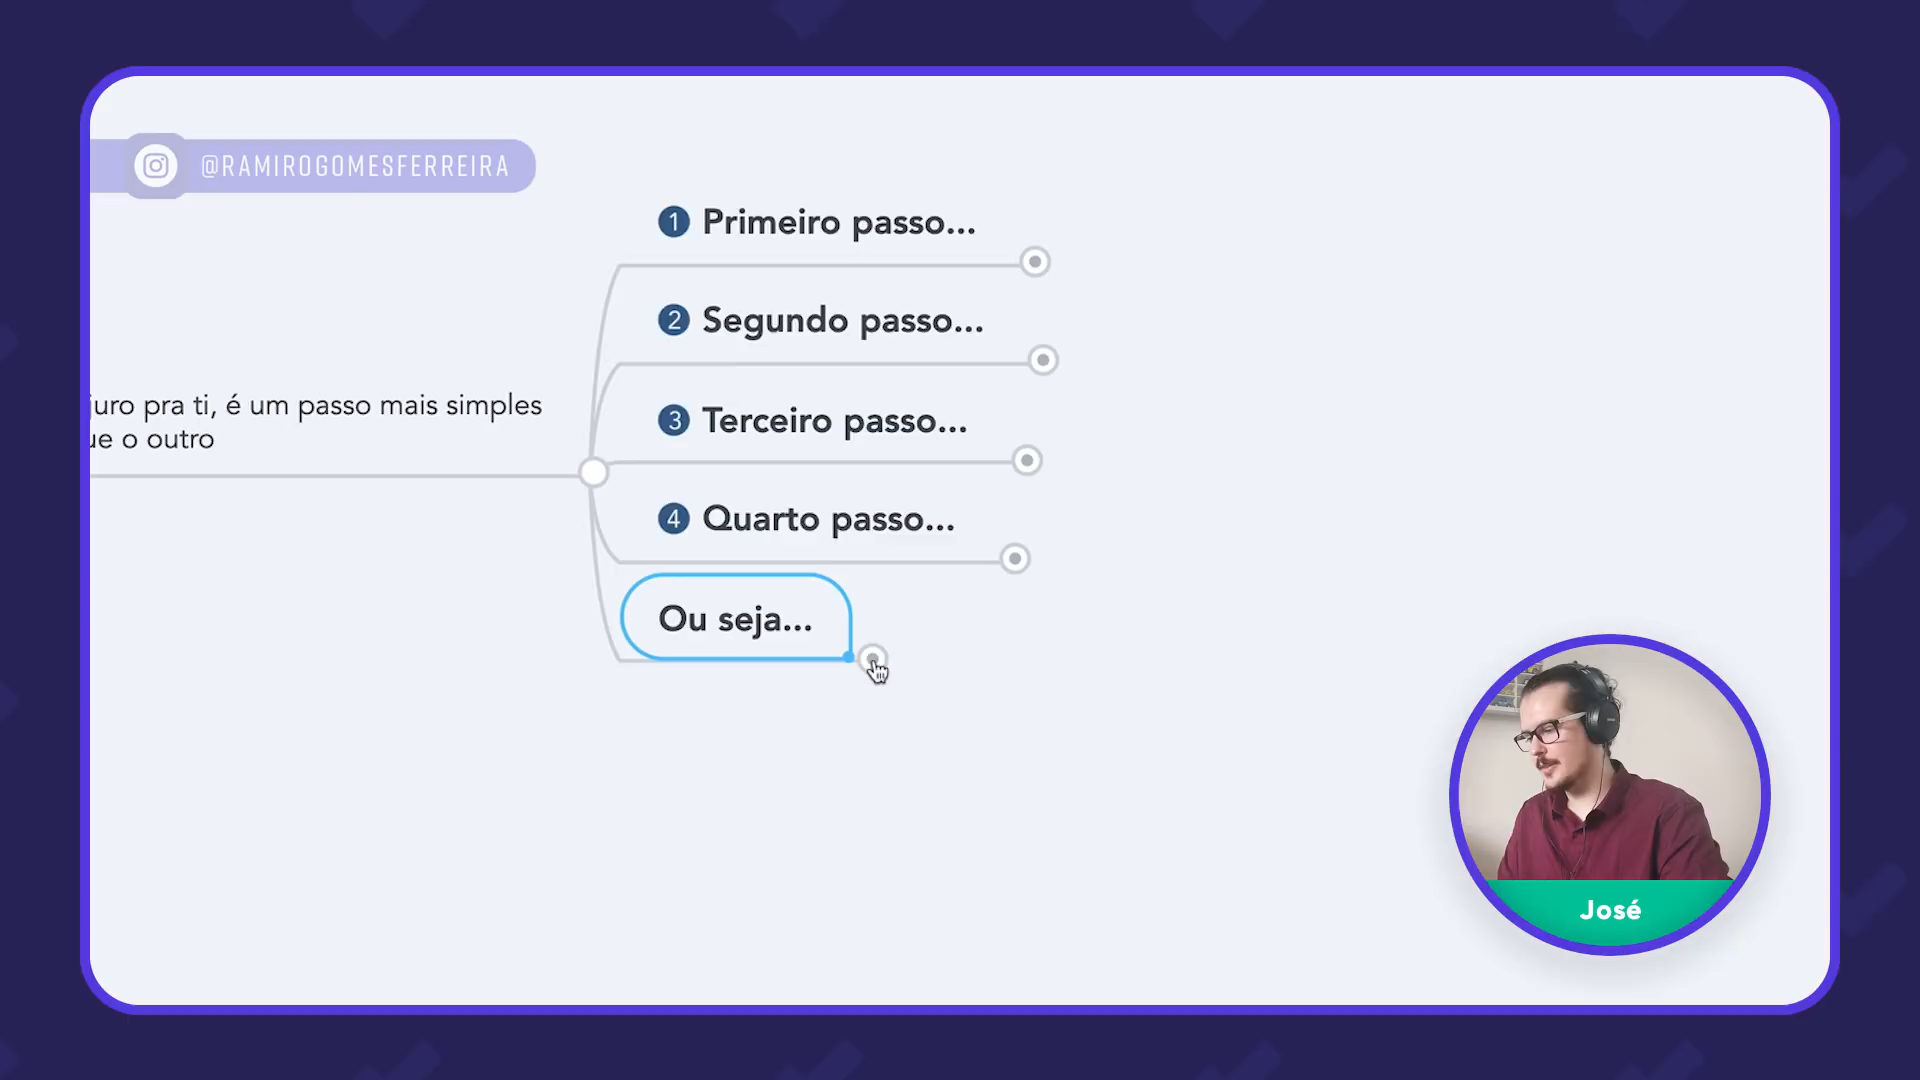 @RAMIROGOMESFERREIRA
1 Primeiro passo...
2 Segundo passo...
juro pra ti, é um passo mais simples
ue o outro
3 Terceiro passo...
4 Quarto passo...
Ou seja...
José